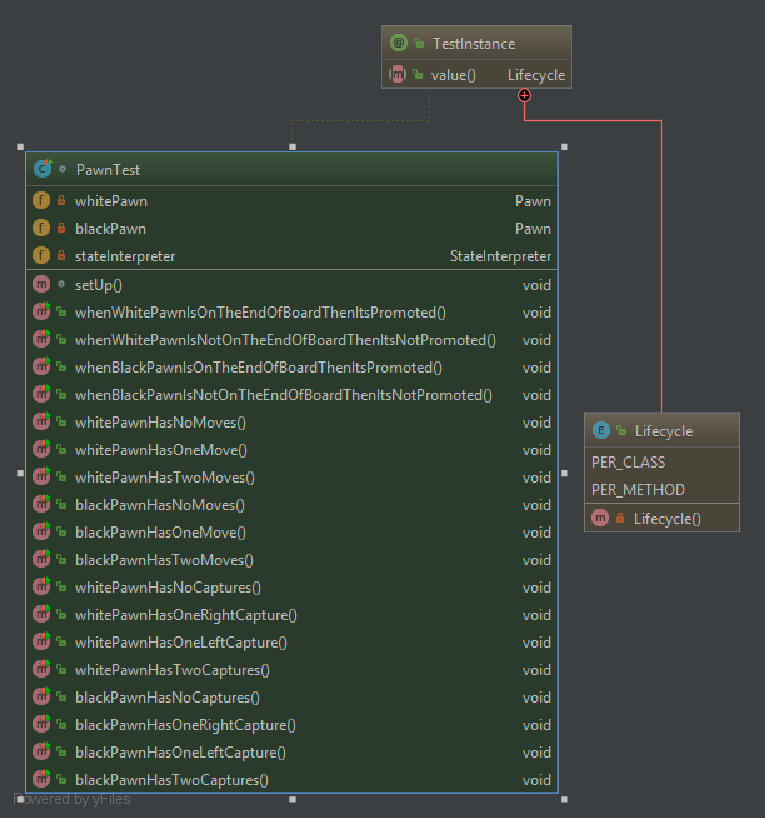 TestInstance
value() Lifecycle
PawnTest
whitePawn Pawn
blackPawn Pawn
stateInterpreter StateInterpreter
setUp() void
whenWhitePawnIsOnTheEndOfBoardThenItsPromoted() void
whenWhitePawnIsNotOnTheEndOfBoardThenItsNotPromoted() void
whenBlackPawnIsOnTheEndOfBoardThenItsPromoted() void
whenBlackPawnIsNotOnTheEndOfBoardThenItsNotPromoted() void
whitePawnHasNoMoves() void
whitePawnHasOneMove() void
whitePawnHasTwoMoves() void
blackPawnHasNoMoves() void
blackPawnHasOneMove() void
blackPawnHasTwoMoves() void
whitePawnHasNoCaptures() void
whitePawnHasOneRightCapture() void
whitePawnHasOneLeftCapture() void
whitePawnHasTwoCaptures() void
blackPawnHasNoCaptures() void
blackPawnHasOneRightCapture() void
blackPawnHasOneLeftCapture() void
blackPawnHasTwoCaptures() void
Lifecycle
PER_CLASS
PER_METHOD
Lifecycle()
Powered by yFiles